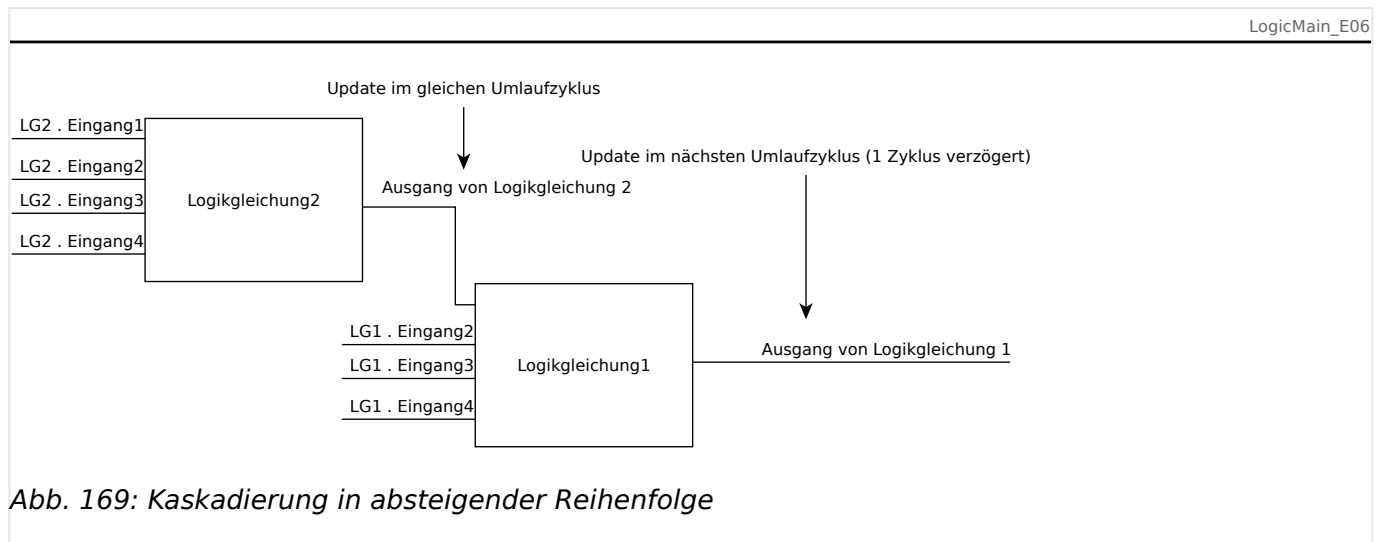 LogicMain_E06
Update im gleichen Umlaufzyklus
LG2 . Eingang1
Update im nächsten Umlaufzyklus (1 Zyklus verzögert)
LG2 . Eingang2
Ausgang von Logikgleichung 2
LG2 . Eingang3
Logikgleichung2
LG2 . Eingang4
LG1 . Eingang2
Ausgang von Logikgleichung 1
LG1 . Eingang3
Logikgleichung1
LG1 . Eingang4
Abb. 169: Kaskadierung in absteigender Reihenfolge